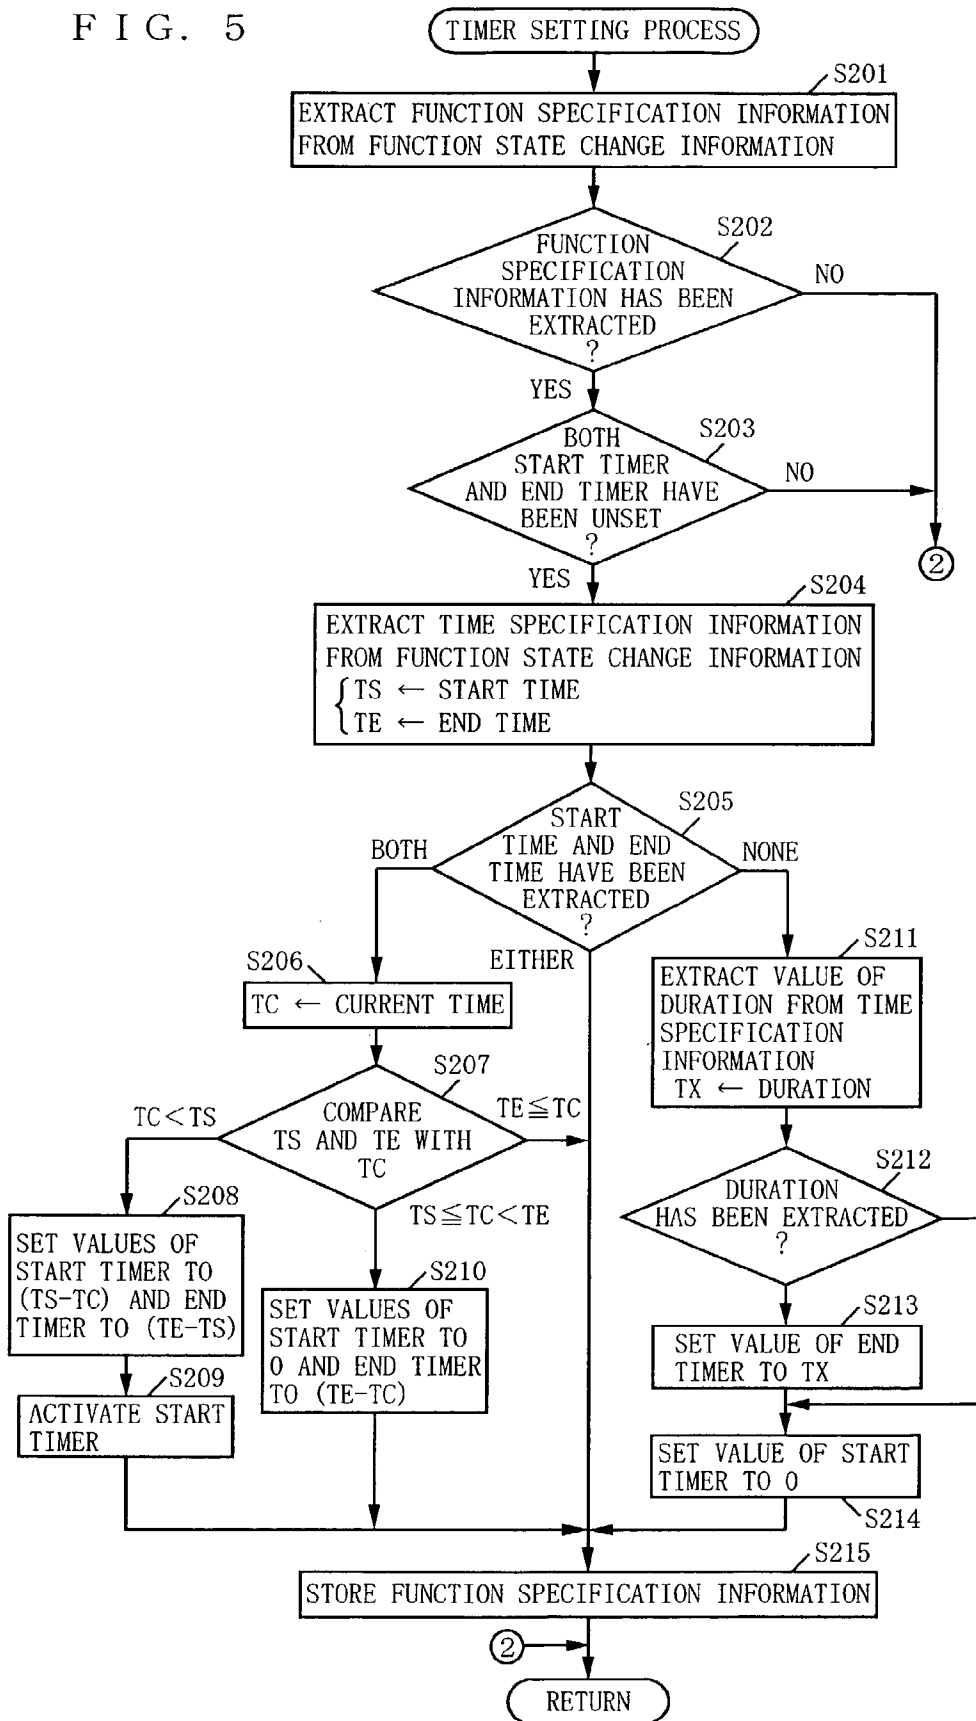 FIG. 5
TIMER SETTING PROCESS
S201
EXTRACT FUNCTION SPECIFICATION INFORMATION
FROM FUNCTION STATE CHANGE INFORMATION
S202
FUNCTION
SPECIFICATION
INFORMATION HAS BEEN
EXTRACTED
?
NO
YES
S203
BOTH
START TIMER
AND END TIMER HAVE
BEEN UNSET
?
NO
2
YES
S204
EXTRACT TIME SPECIFICATION INFORMATION
FROM FUNCTION STATE CHANGE INFORMATION
{ TS ← START TIME
TE ← END TIME
S205
START
TIME AND END
TIME HAVE BEEN
EXTRACTED
?
BOTH
NONE
EITHER
S206
TC ← CURRENT TIME
S207
COMPARE
TS AND TE WITH
TC
TC<TS
TE≦TC
TS≦TC<TE
S208
SET VALUES OF
START TIMER TO
(TS-TC) AND END
TIMER TO (TE-TS)
S209
ACTIVATE START
TIMER
S210
SET VALUES OF
START TIMER TO
0 AND END TIMER
TO (TE-TC)
S211
EXTRACT VALUE OF
DURATION FROM TIME
SPECIFICATION
INFORMATION
TX ← DURATION
S212
DURATION
HAS BEEN EXTRACTED
?
S213
SET VALUE OF END
TIMER TO TX
SET VALUE OF START
TIMER TO 0
S214
S215
STORE FUNCTION SPECIFICATION INFORMATION
2
RETURN